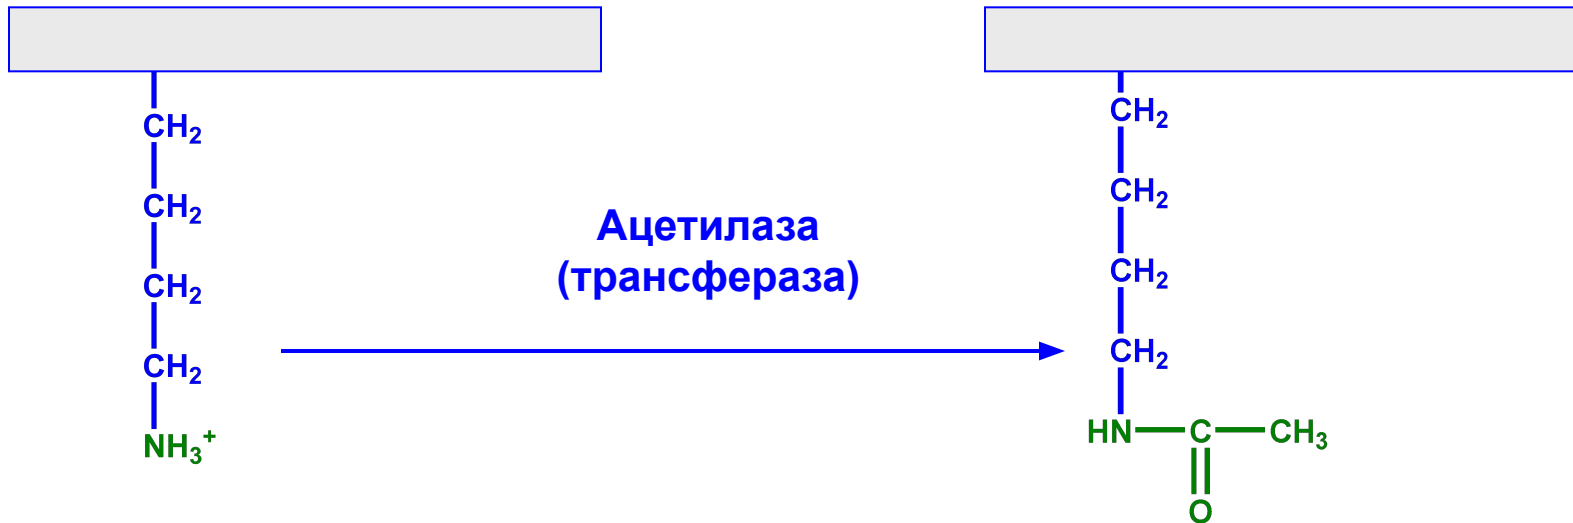 CH₂
CH₂
CH₂
CH₂
NH₃⁺
Ацетилаза
(трансфераза)
CH₂
CH₂
CH₂
CH₂
HN C CH₃
O